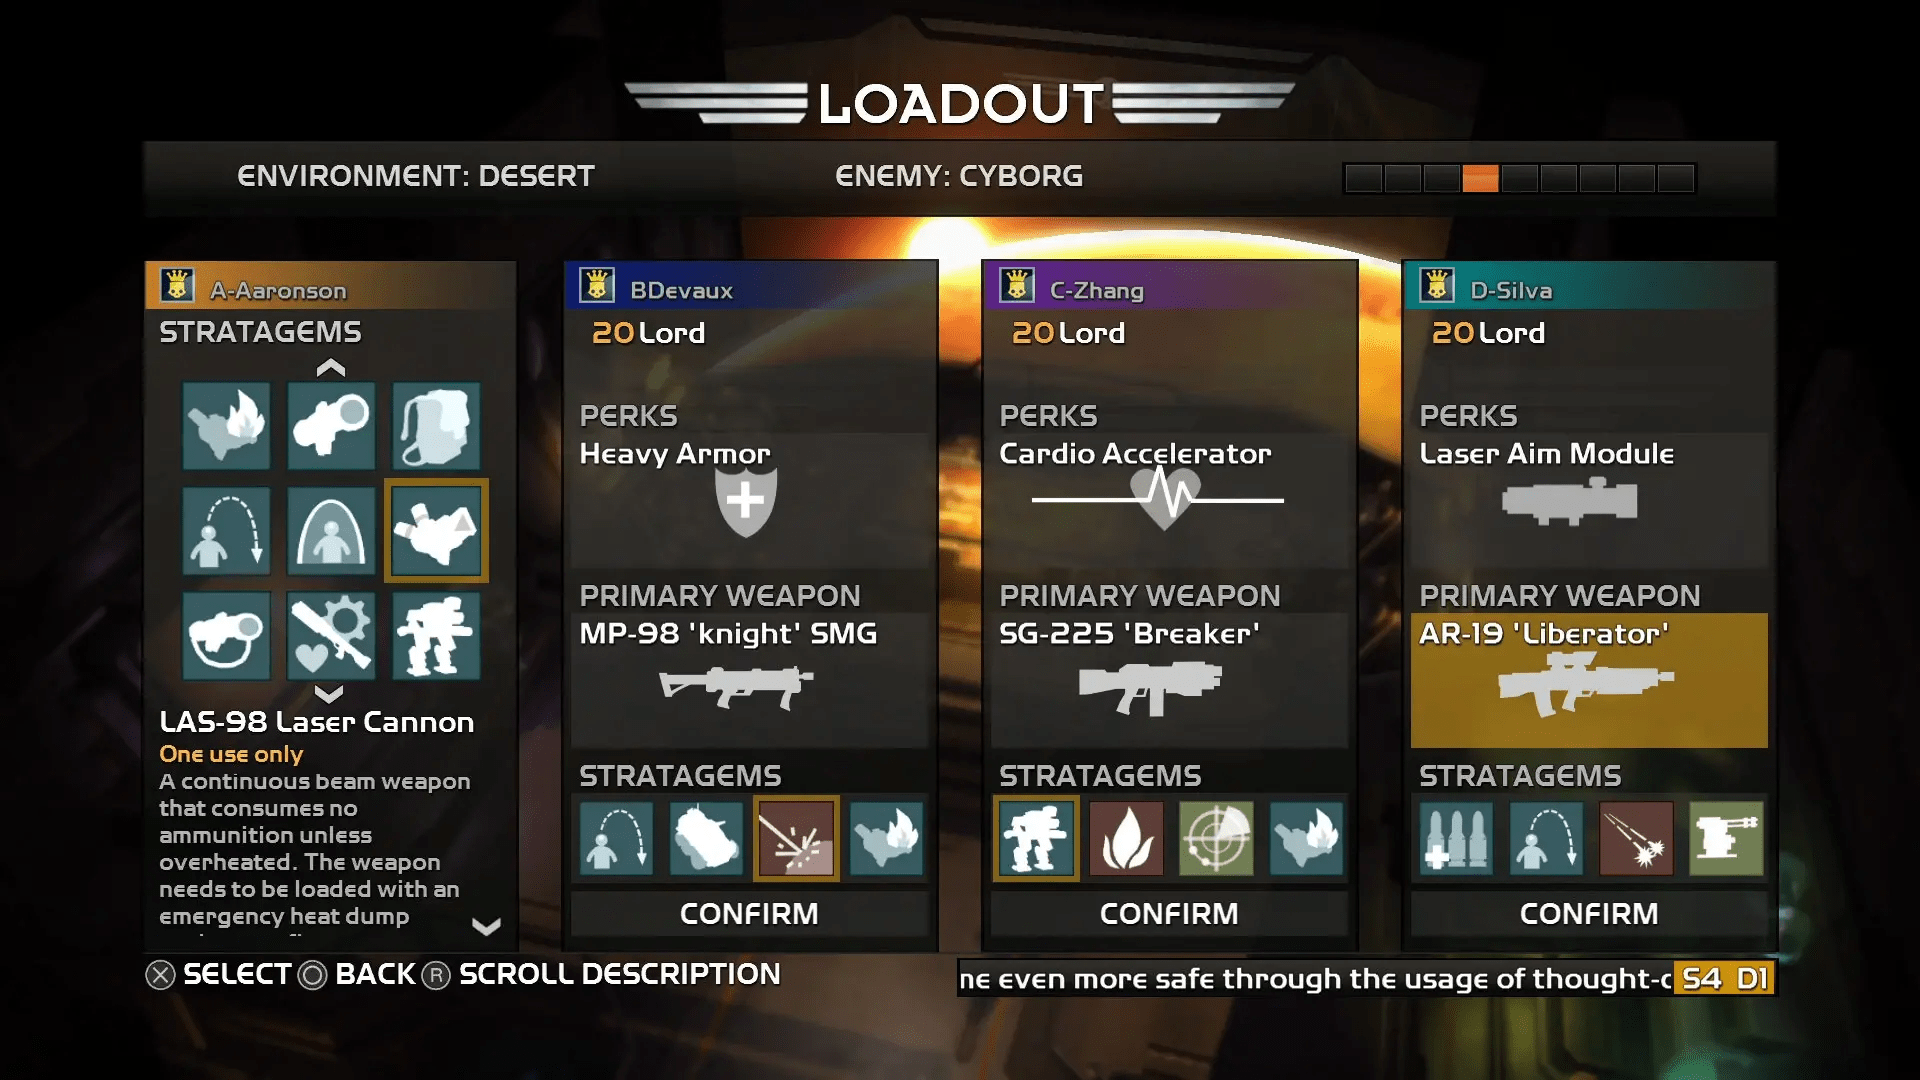 LOADOUT
ENVIRONMENT: DESERT
ENEMY: CYBORG
A-Aaronson
STRATAGEMS
LAS-98 Laser Cannon
One use only
A continuous beam weapon
that consumes no
ammunition unless
overheated. The weapon
needs to be loaded with an
emergency heat dump
BDevaux
20 Lord
PERKS
Heavy Armor
PRIMARY WEAPON
MP-98 'knight' SMG
STRATAGEMS
CONFIRM
C-Zhang
20 Lord
PERKS
Cardio Accelerator
PRIMARY WEAPON
SG-225 'Breaker'
STRATAGEMS
CONFIRM
D-Silva
20 Lord
PERKS
Laser Aim Module
PRIMARY WEAPON
AR-19 'Liberator'
STRATAGEMS
CONFIRM
SELECT BACK R SCROLL DESCRIPTION
ne even more safe through the usage of thought-c
S4 D1